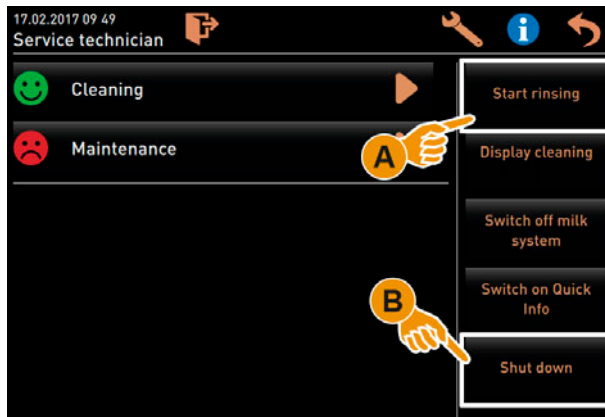 17.02.2017 09 49
Service technician
i
Cleaning
Start rinsing
Maintenance
A
Display cleaning
Switch off milk
system
Switch on Quick
Info
B
Shut down